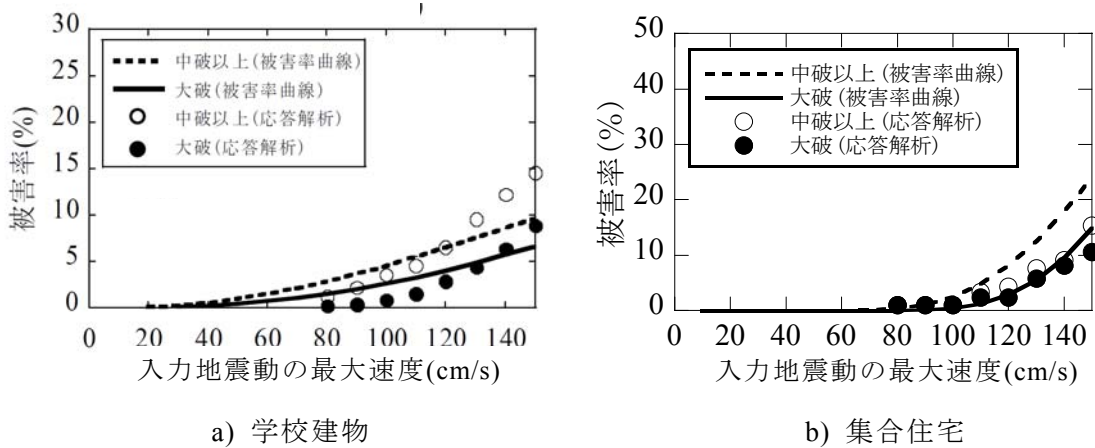 30
25
20
15
10
5
0
被害率(%)
中破以上(被害率曲線)
大破(被害率曲線)
中破以上(応答解析)
大破(応答解析)
0 20 40 60 80 100 120 140
入力地震動の最大速度(cm/s)
a) 学校建物
50
40
30
20
10
0
被害率(%)
中破以上(被害率曲線)
大破(被害率曲線)
中破以上(応答解析)
大破(応答解析)
0 20 40 60 80 100 120 140
入力地震動の最大速度(cm/s)
b) 集合住宅